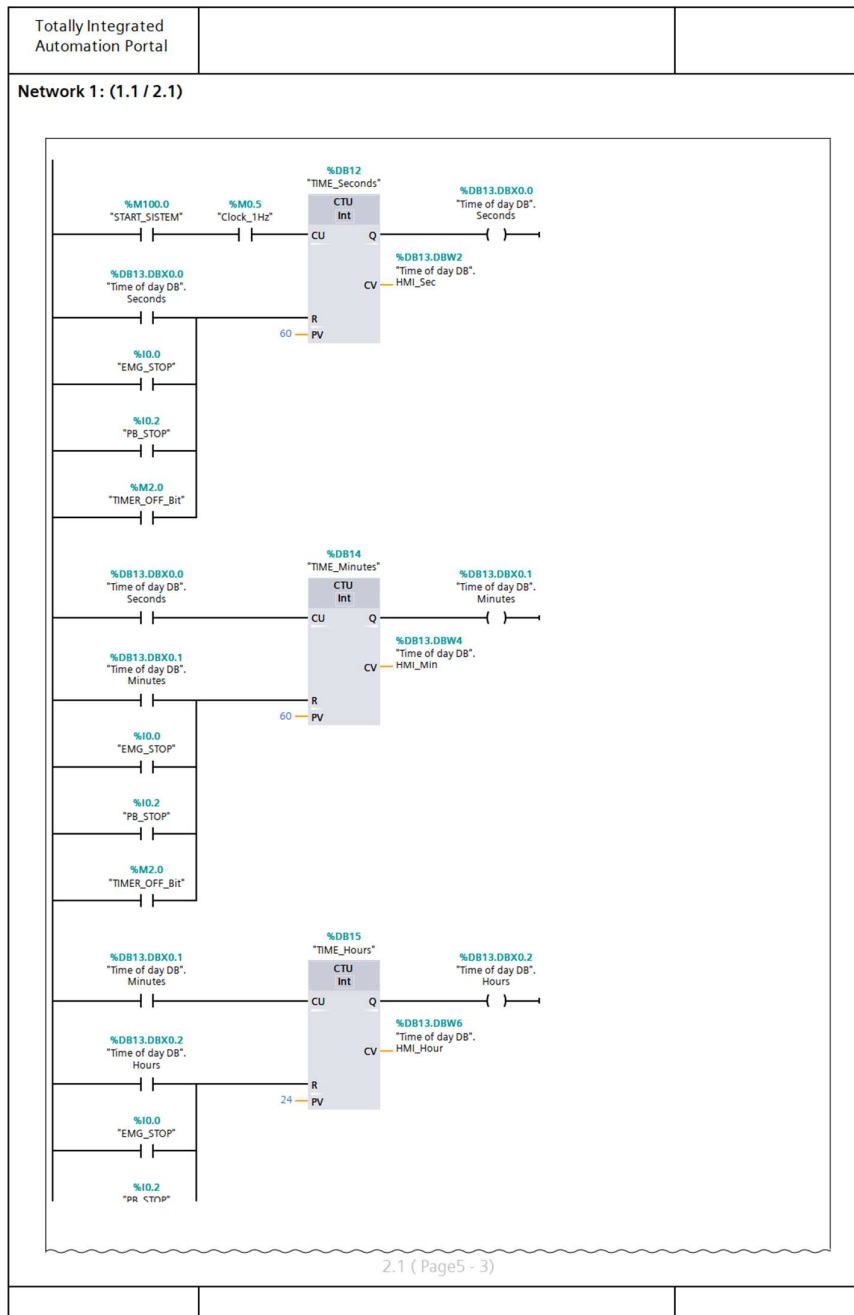 Totally Integrated
Automation Portal
Network 1: (1.1 / 2.1)
%DB12
"TIME_Seconds"
%M100.0
"START_SISTEM"
%M0.5
"Clock_1Hz"
CTU
Int
%DB13.DBX0.0
"Time of day DB".
Seconds
CU
Q
%DB13.DBX0.0
"Time of day DB".
Seconds
CV
%DB13.DBW2
"Time of day DB".
HMI_Sec
R
60
PV
%I0.0
"EMG_STOP"
%I0.2
"PB_STOP"
%M2.0
"TIMER_OFF_Bit"
%DB14
"TIME_Minutes"
%DB13.DBX0.0
"Time of day DB".
Seconds
CTU
Int
%DB13.DBX0.1
"Time of day DB".
Minutes
CU
Q
%DB13.DBX0.1
"Time of day DB".
Minutes
CV
%DB13.DBW4
"Time of day DB".
HMI_Min
R
60
PV
%I0.0
"EMG_STOP"
%I0.2
"PB_STOP"
%M2.0
"TIMER_OFF_Bit"
%DB15
"TIME_Hours"
%DB13.DBX0.1
"Time of day DB".
Minutes
CTU
Int
%DB13.DBX0.2
"Time of day DB".
Hours
CU
Q
%DB13.DBX0.2
"Time of day DB".
Hours
CV
%DB13.DBW6
"Time of day DB".
HMI_Hour
R
24
PV
%I0.0
"EMG_STOP"
%I0.2
"PB_STOP"
2.1 ( Page5 - 3)